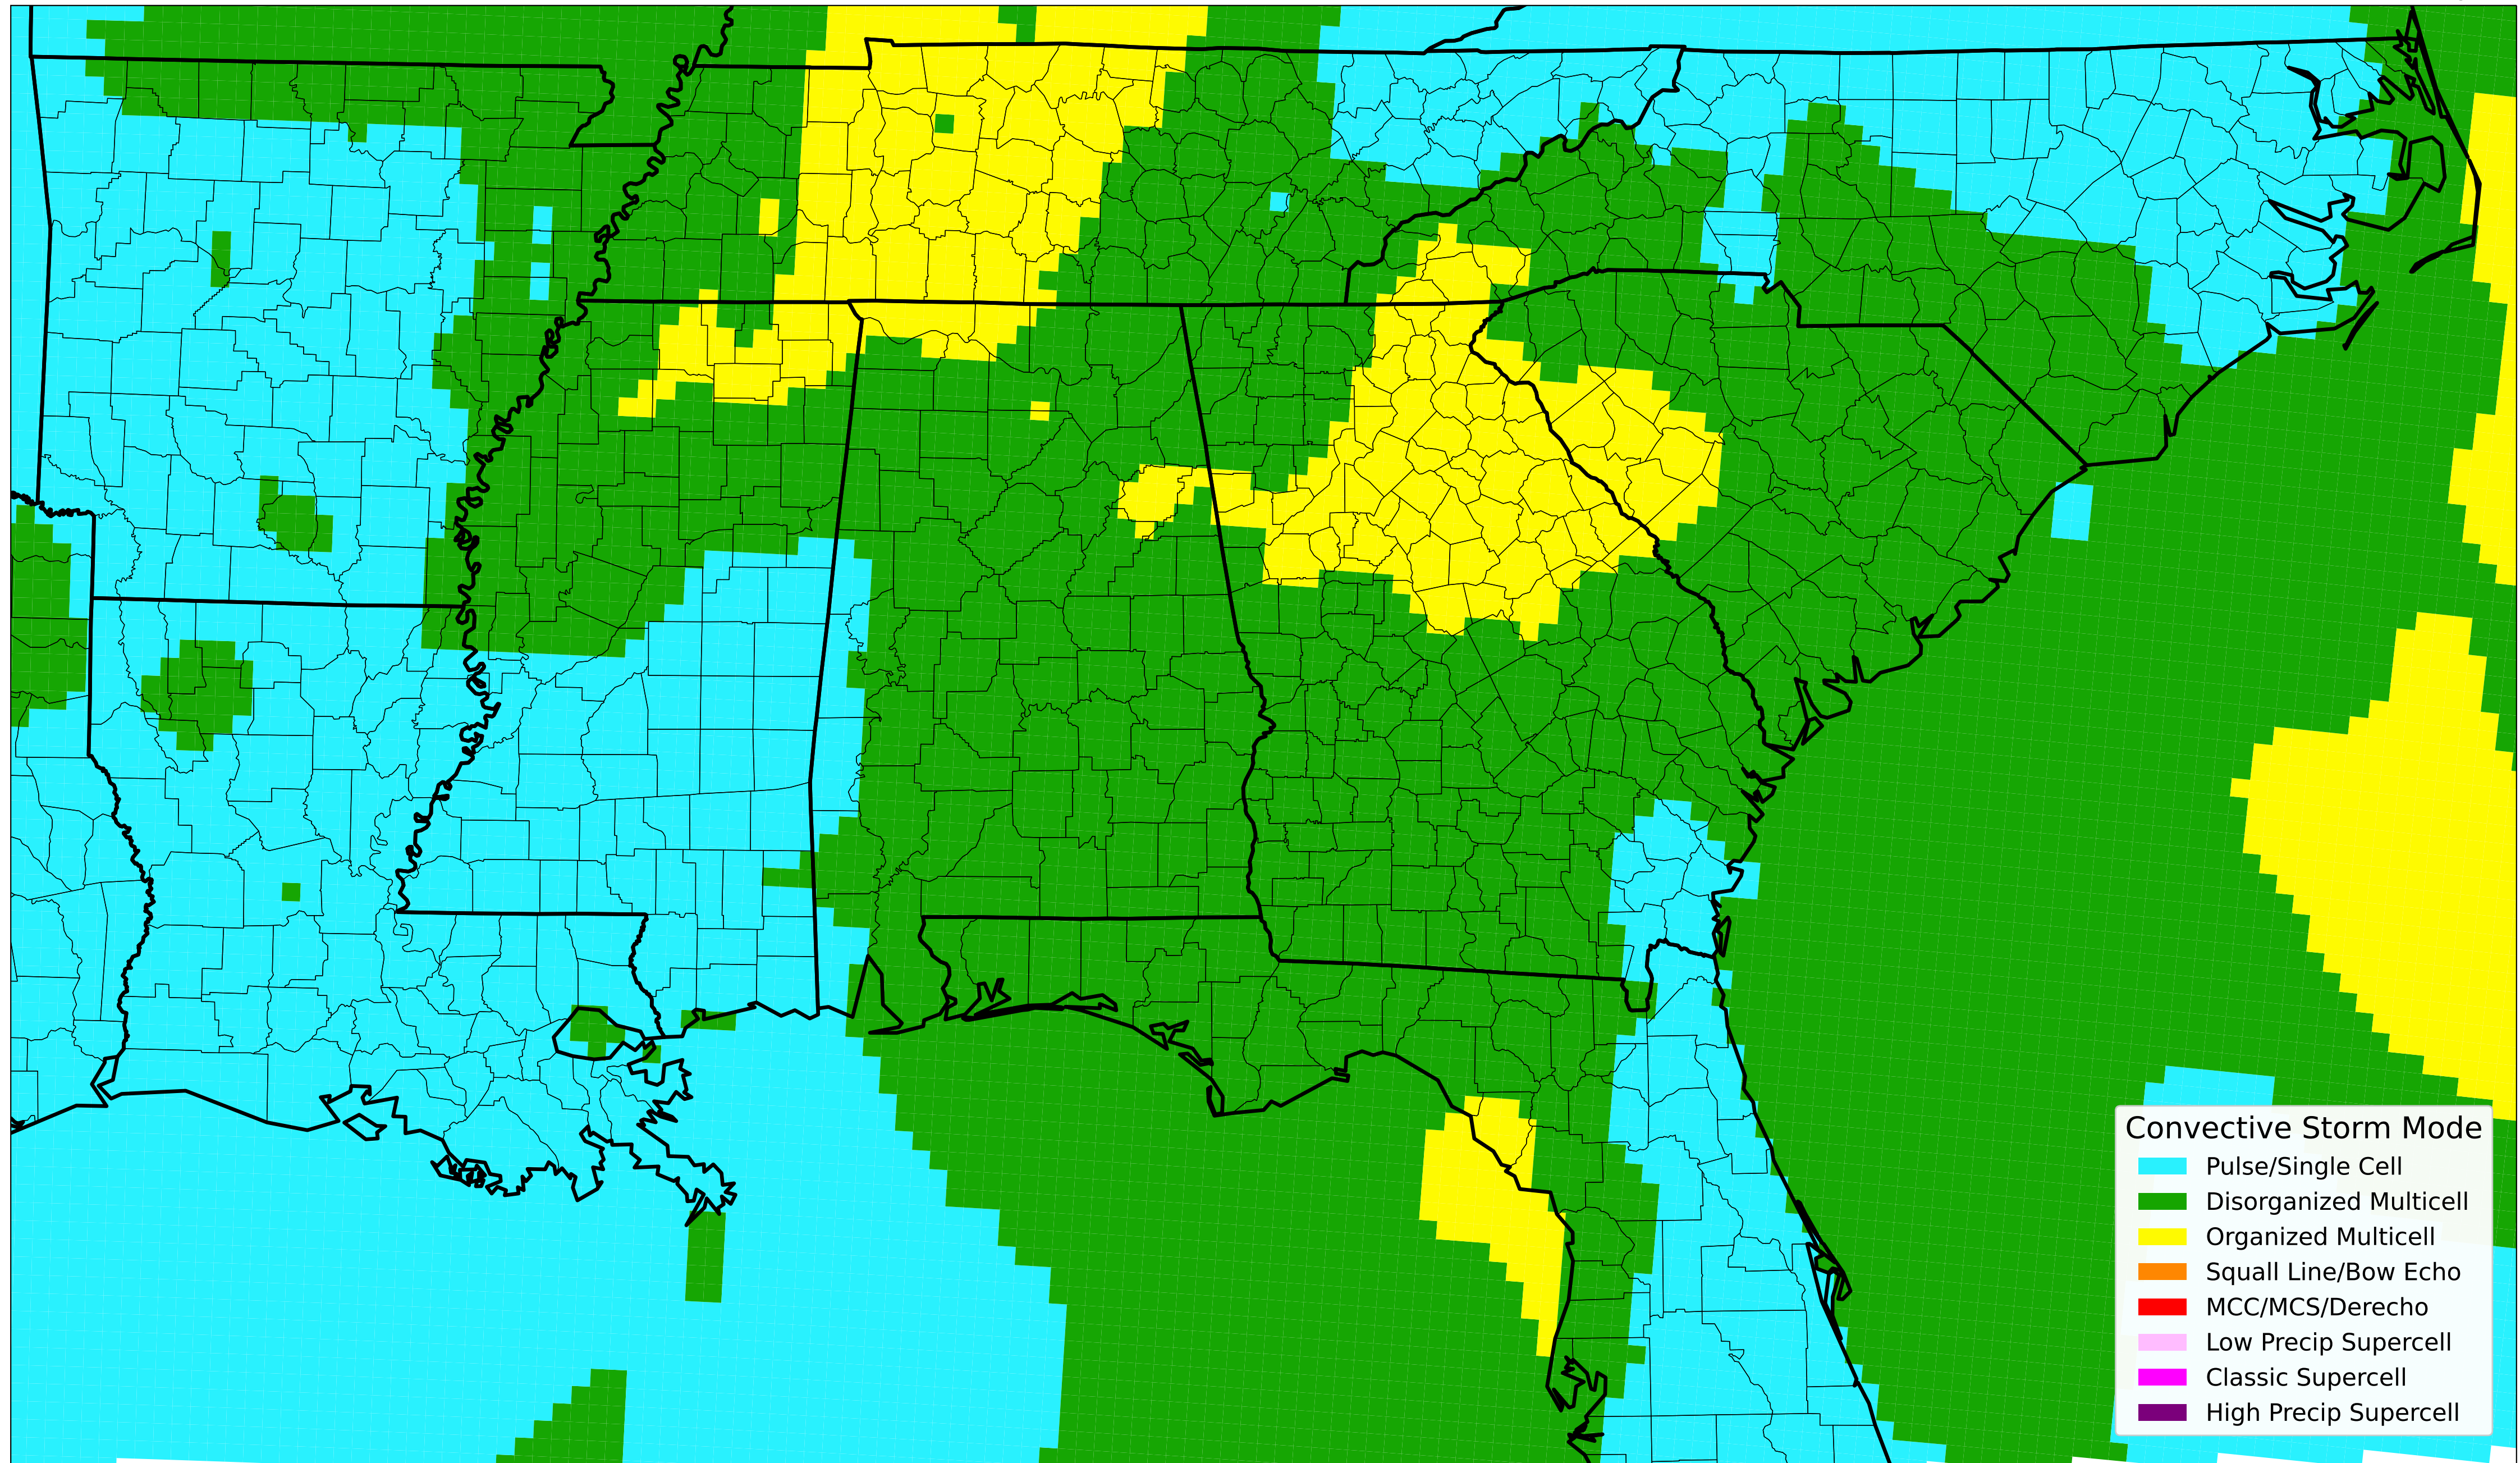 Convective Storm Mode
Pulse/Single Cell
Disorganized Multicell
Organized Multicell
Squall Line/Bow Echo
MCC/MCS/Derecho
Low Precip Supercell
Classic Supercell
High Precip Supercell